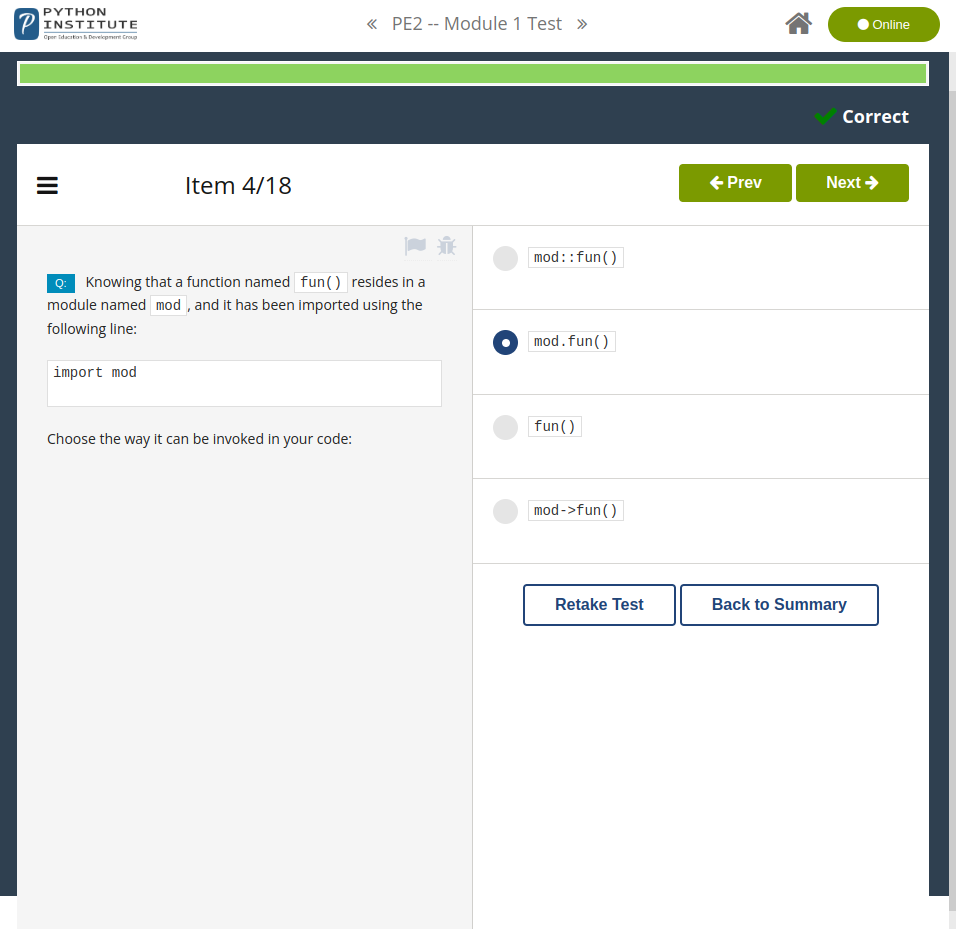 PYTHON
INSTITUTE
Open Education & Development Group
« PE2 -- Module 1 Test »
Online
Correct
Item 4/18
Prev
Next
Q: Knowing that a function named fun() resides in a
module named mod , and it has been imported using the
following line:
import mod
Choose the way it can be invoked in your code:
mod::fun()
mod.fun()
fun()
mod->fun()
Retake Test
Back to Summary